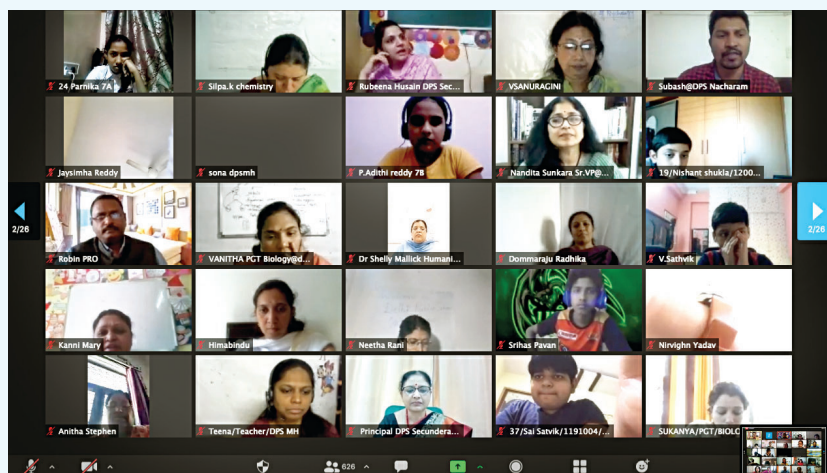 24 Parnika 7A
Silpa.k chemistry
Rubeena Husain DPS Sec...
VSANURAGINI
Subash@DPS Nacharam
Jaysimha Reddy
sona dpsmh
P.Adithi reddy 7B
Nandita Sunkara Sr.VP@...
19/Nishant shukla/1200...
2/26
2/26
Robin PRO
VANITHA PGT Biology@d...
Dr Shelly Mallick Humani...
Dommaraju Radhika
V.Sathvik
Kanni Mary
Himabindu
Neetha Rani
Srihas Pavan
Nirvighn Yadav
Anitha Stephen
Teena/Teacher/DPS MH
Principal DPS Secundera...
37/Sai Satvik/1191004/...
SUKANYA/PGT/BIOLO
626